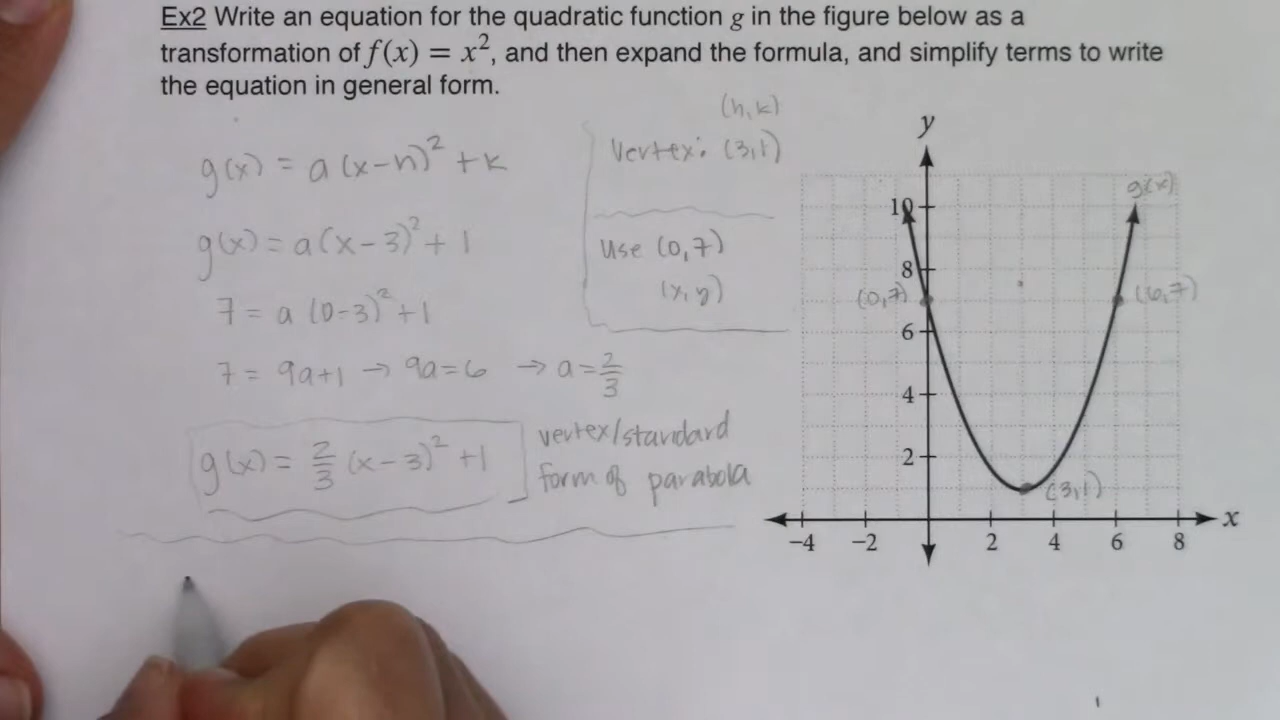 Ex2 Write an equation for the quadratic function g in the figure below as a
transformation of f(x) = x², and then expand the formula, and simplify terms to write
the equation in general form.
g(x) = a(x-h)² + k
g(x) = a(x-3)² + 1
7 = a(0-3)² + 1
7 = 9a+1 → 9a=6 → a=2/3
g(x) = 2/3 (x-3)² + 1
vertex/standard
form of parabola
(h,k)
Vertex: (3,1)
Use (0,7)
(x,y)
y
g(x)
10
8
(0,7)
(6,7)
6
4
2
(3,1)
x
-4 -2 2 4 6 8